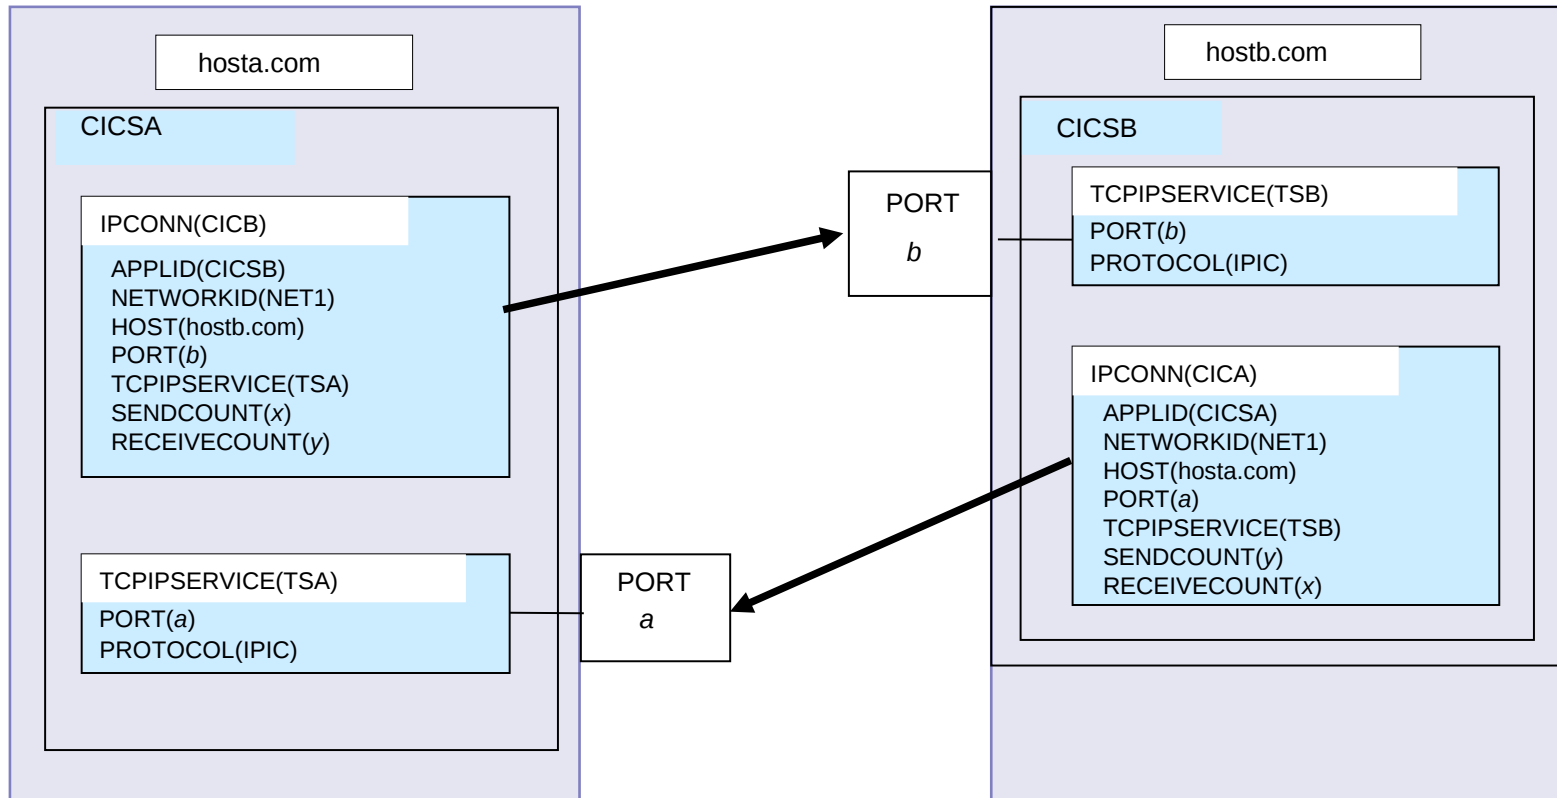 hosta.com
CICSA
IPCONN(CICB)
APPLID(CICSB)
NETWORKID(NET1)
HOST(hostb.com)
PORT(b)
TCPIPSERVICE(TSA)
SENDCOUNT(x)
RECEIVECOUNT(y)
TCPIPSERVICE(TSA)
PORT(a)
PROTOCOL(IPIC)
PORT
a
PORT
b
hostb.com
CICSB
TCPIPSERVICE(TSB)
PORT(b)
PROTOCOL(IPIC)
IPCONN(CICA)
APPLID(CICSA)
NETWORKID(NET1)
HOST(hosta.com)
PORT(a)
TCPIPSERVICE(TSB)
SENDCOUNT(y)
RECEIVECOUNT(x)